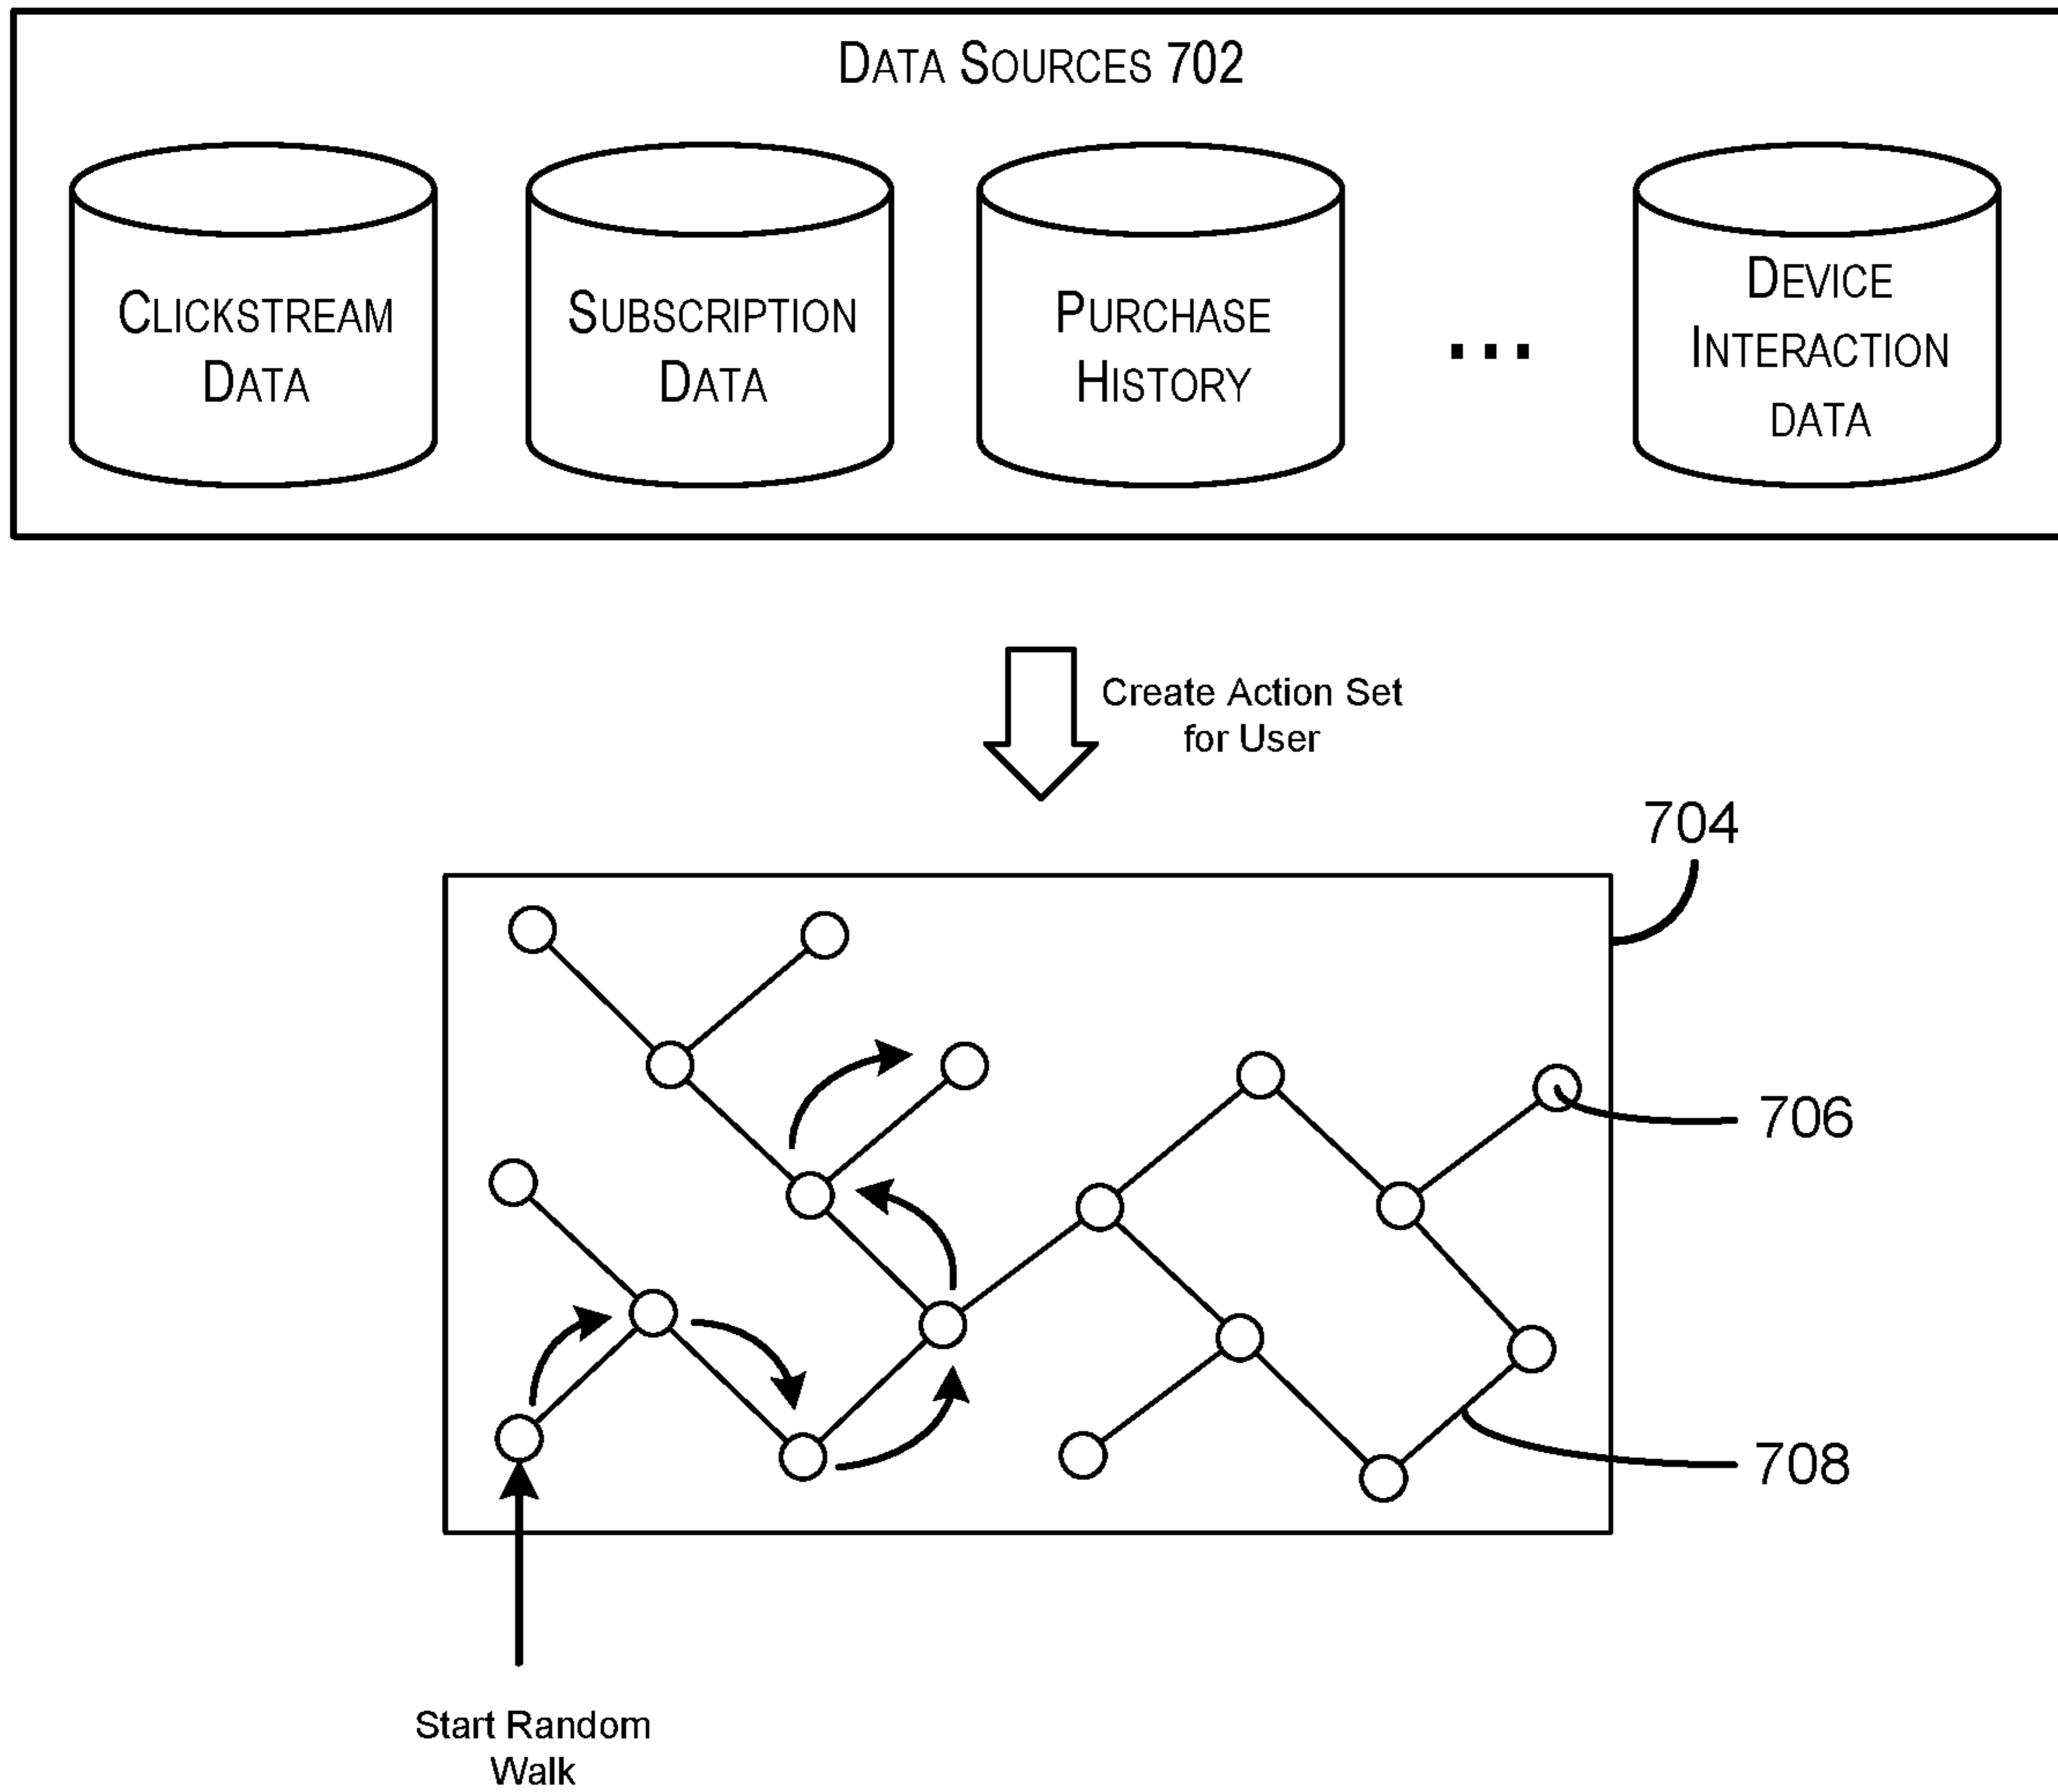 DATA SOURCES 702
CLICKSTREAM
DATA
SUBSCRIPTION
DATA
PURCHASE
HISTORY
...
DEVICE
INTERACTION
DATA
Create Action Set
for User
704
706
708
Start Random
Walk